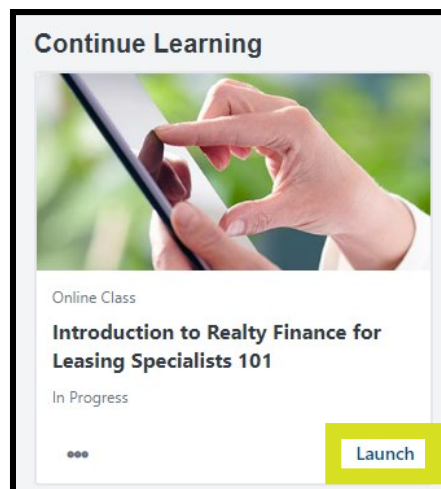 Continue Learning
Online Class
Introduction to Realty Finance for
Leasing Specialists 101
In Progress
Launch